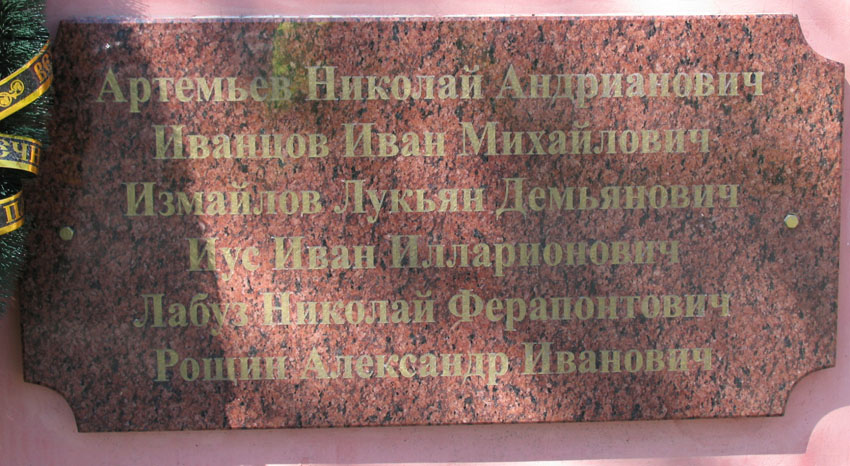 Артемьев Николай Андрианович
Иванцов Иван Михайлович
Измайлов Лукьян Демьянович
Иус Иван Илларионович
Лабуз Николай Ферапонтович
Рощин Александр Иванович